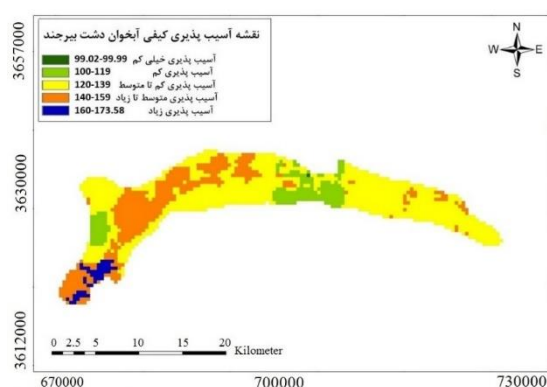 نقشه آسیب پذیری کیفی آبخوان دشت بیرجند
99.02-99.99 آسیب پذیری خیلی کم
100-119 آسیب پذیری کم
120-139 آسیب پذیری کم تا متوسط
140-159 آسیب پذیری متوسط تا زیاد
160-173.58 آسیب پذیری زیاد
N
W E
S
3657000
3630000
3612000
0 2.5 5 10 15 20
Kilometer
670000 700000 730000